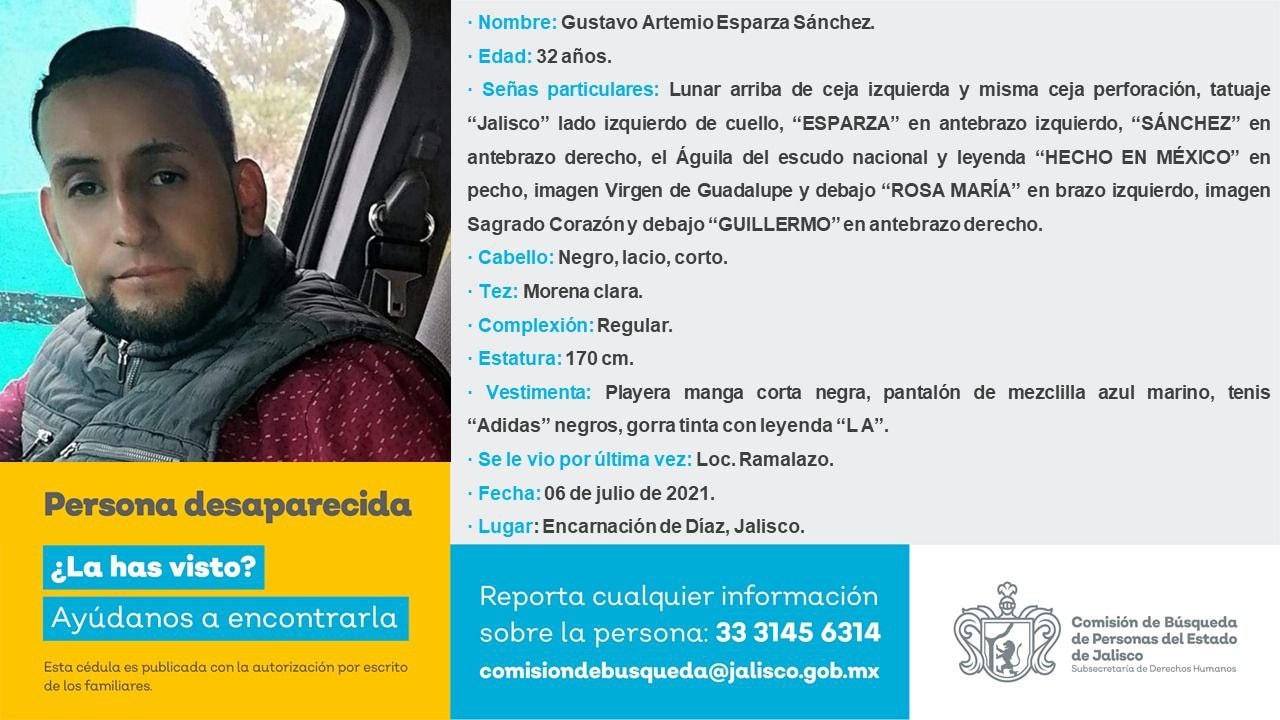 · Nombre: Gustavo Artemio Esparza Sánchez.
· Edad: 32 años.
· Señas particulares: Lunar arriba de ceja izquierda y misma ceja perforación, tatuaje
“Jalisco” lado izquierdo de cuello, “ESPARZA” en antebrazo izquierdo, “SÁNCHEZ” en
antebrazo derecho, el Águila del escudo nacional y leyenda “HECHO EN MÉXICO” en
pecho, imagen Virgen de Guadalupe y debajo “ROSA MARÍA” en brazo izquierdo, imagen
Sagrado Corazón y debajo “GUILLERMO” en antebrazo derecho.
· Cabello: Negro, lacio, corto.
· Tez: Morena clara.
· Complexión: Regular.
· Estatura: 170 cm.
· Vestimenta: Playera manga corta negra, pantalón de mezclilla azul marino, tenis
“Adidas” negros, gorra tinta con leyenda “L A”.
· Se le vio por última vez: Loc. Ramalazo.
· Fecha: 06 de julio de 2021.
· Lugar: Encarnación de Díaz, Jalisco.
Persona desaparecida
¿La has visto?
Ayúdanos a encontrarla
Esta cédula es publicada con la autorización por escrito
de los familiares.
Reporta cualquier información
sobre la persona: 33 3145 6314
comisiondebusqueda@jalisco.gob.mx
Comisión de Búsqueda
de Personas del Estado
de Jalisco
Subsecretaría de Derechos Humanos